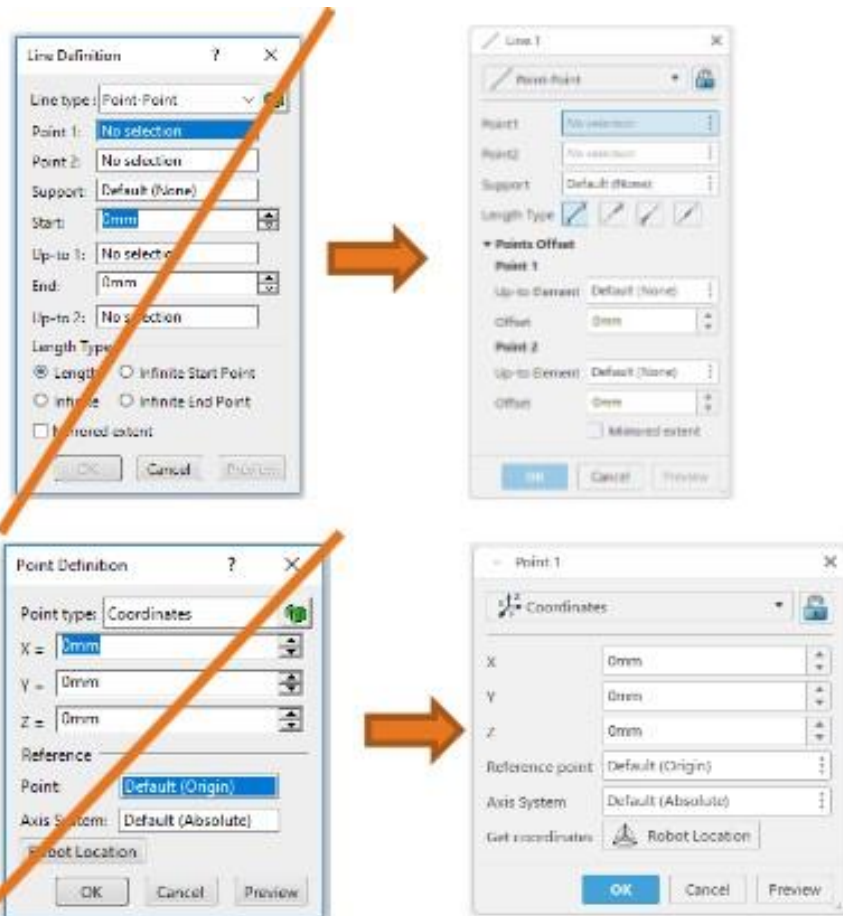 Line Definition ? ×
Line type : Point-Point
Point 1: No selection
Point 2: No selection
Support: Default (None)
Start: 0mm
Up-to 1: No selection
End: 0mm
Up-to 2: No selection
Length Type
Length Infinite Start Point
Infinite Infinite End Point
Mirrored extent
OK Cancel Preview
Line.1
Point-Point
Point1 No selection
Point2 No selection
Support Default (None)
Length Type
Points Offset
Point 1
Up-to Element Default (None)
Offset 0mm
Point 2
Up-to Element Default (None)
Offset 0mm
Mirrored extent
OK Cancel Preview
Point Definition ? ×
Point type: Coordinates
X = 0mm
Y = 0mm
Z = 0mm
Reference
Point: Default (Origin)
Axis System: Default (Absolute)
Robot Location
OK Cancel Preview
Point.1
Coordinates
X 0mm
Y 0mm
Z 0mm
Reference point Default (Origin)
Axis System Default (Absolute)
Get coordinates Robot Location
OK Cancel Preview